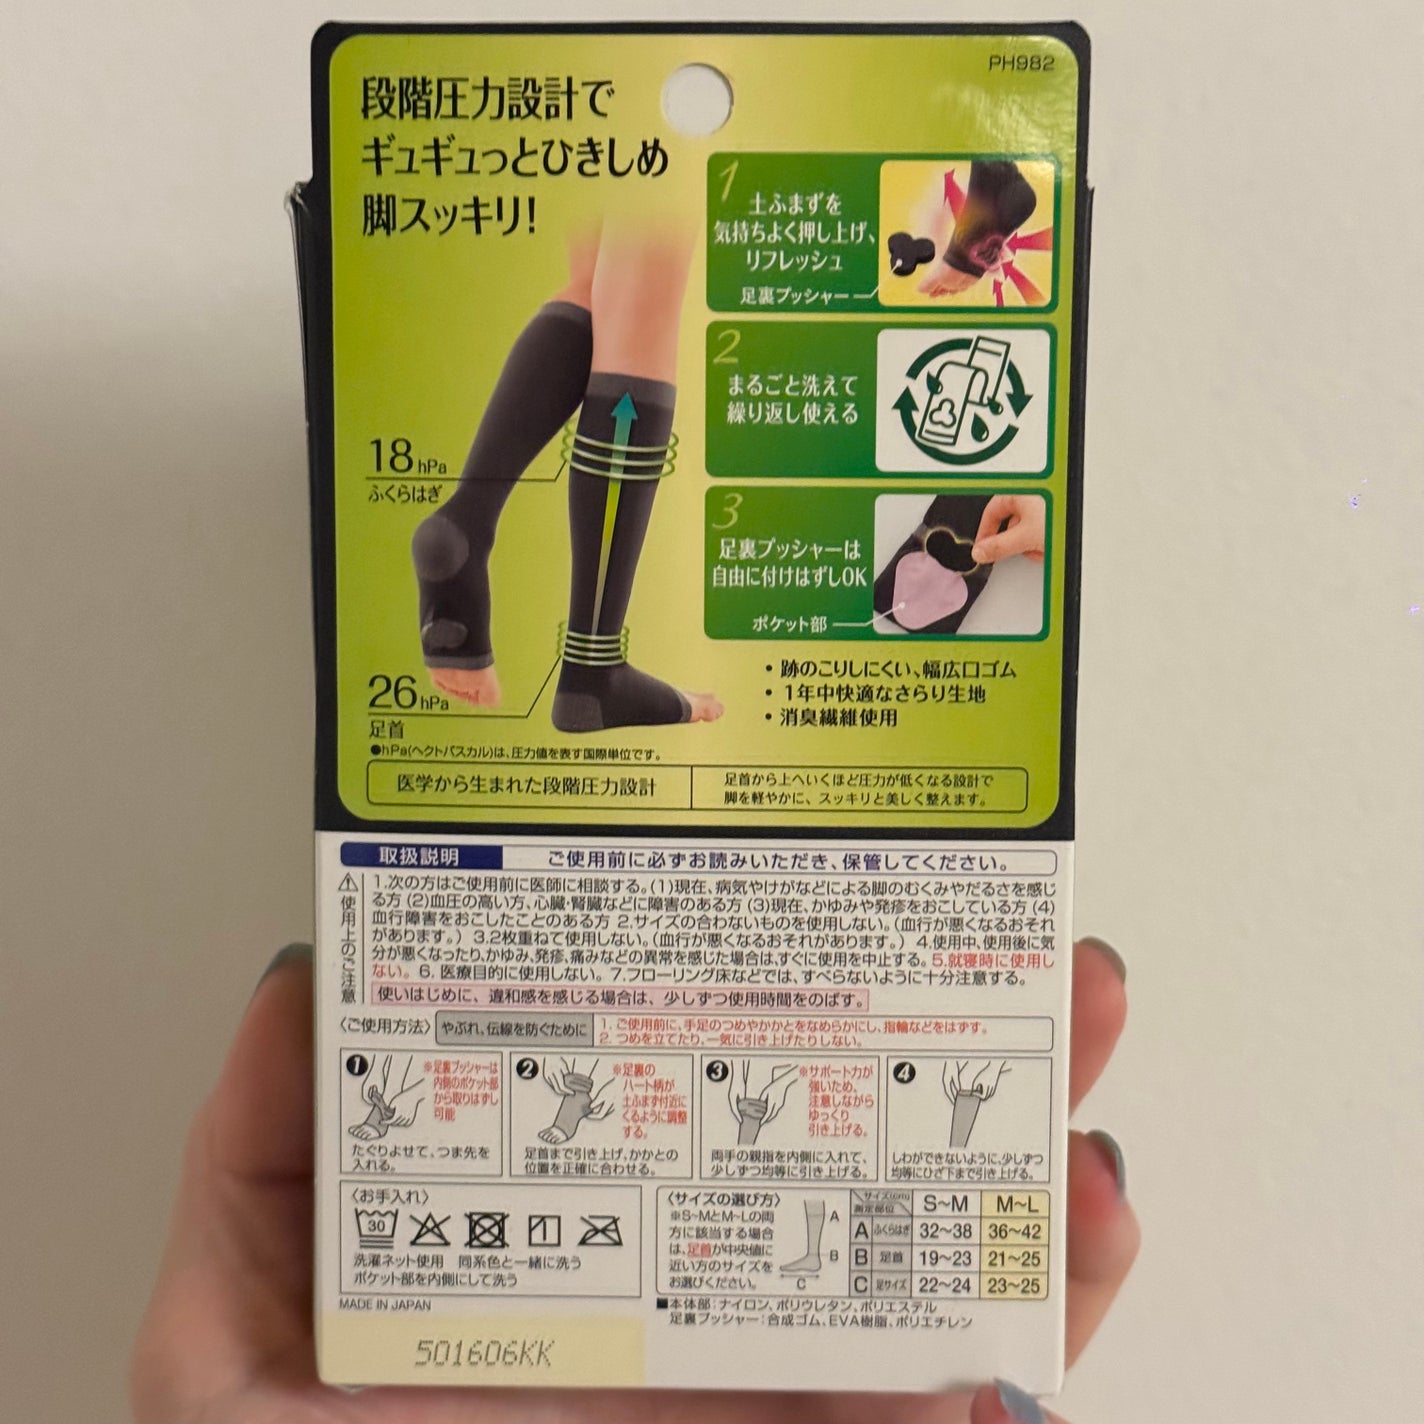 PH982
段階圧力設計で
ギュギュっとひきしめ
脚スッキリ!
1
土ふまずを
気持ちよく押し上げ、
リフレッシュ
足裏プッシャー
2
まるごと洗えて
繰り返し使える
3
足裏プッシャーは
自由に付けはずしOK
ポケット部
18hPa
ふくらはぎ
26hPa
足首
・跡のこりしにくい、幅広口ゴム
・1年中快適なさらり生地
・消臭繊維使用
●hPa(ヘクトパスカル)は、圧力値を表す国際単位です。
医学から生まれた段階圧力設計
足首から上へいくほど圧力が低くなる設計で
脚を軽やかに、スッキリと美しく整えます。
取扱説明 ご使用前に必ずお読みいただき、保管してください。
⚠使用上のご注意
1.次の方はご使用前に医師に相談する。(1)現在、病気やけがなどによる脚のむくみやだるさを感じ
る方 (2)血圧の高い方、心臓・腎臓などに障害のある方 (3)現在、かゆみや発疹をおこしている方 (4)
血行障害をおこしたことのある方 2.サイズの合わないものを使用しない。(血行が悪くなるおそれ
があります。) 3.2枚重ねて使用しない。(血行が悪くなるおそれがあります。) 4.使用中、使用後に気
分が悪くなったり、かゆみ、発疹、痛みなどの異常を感じた場合は、すぐに使用を中止する。5.就寝時に使用し
ない。6. 医療目的に使用しない。7.フローリング床などでは、すべらないように十分注意する。
使いはじめに、違和感を感じる場合は、少しずつ使用時間をのばす。
〈ご使用方法〉
やぶれ、伝線を防ぐために
1. ご使用前に、手足のつめやかかとをなめらかにし、指輪などをはずす。
2. つめを立てたり、一気に引き上げたりしない。
1
※足裏プッシャーは
内側のポケット部
から取りはずし
可能
たぐりよせて、つま先を
入れる。
2
※足裏の
ハート柄が
土ふまず付近に
くるように調整
する。
足首まで引き上げ、かかとの
位置を正確に合わせる。
3
※サポート力が
強いため、
注意しながら
ゆっくり
引き上げる。
両手の親指を内側に入れて、
少しずつ均等に引き上げる。
4
しわができないように、少しずつ
均等にひざ下まで引き上げる。
〈お手入れ〉
30
洗濯ネット使用 同系色と一緒に洗う
ポケット部を内側にして洗う
〈サイズの選び方〉
※S~MとM~Lの両
方に該当する場合
は、足首が中央値に
近い方のサイズを
お選びください。
A
B
C
サイズ(cm)
測定部位
S~M M~L
A ふくらはぎ 32~38 36~42
B 足首 19~23 21~25
C 足サイズ 22~24 23~25
MADE IN JAPAN
■本体部:ナイロン、ポリウレタン、ポリエステル
足裏プッシャー:合成ゴム、EVA樹脂、ポリエチレン
501606KK